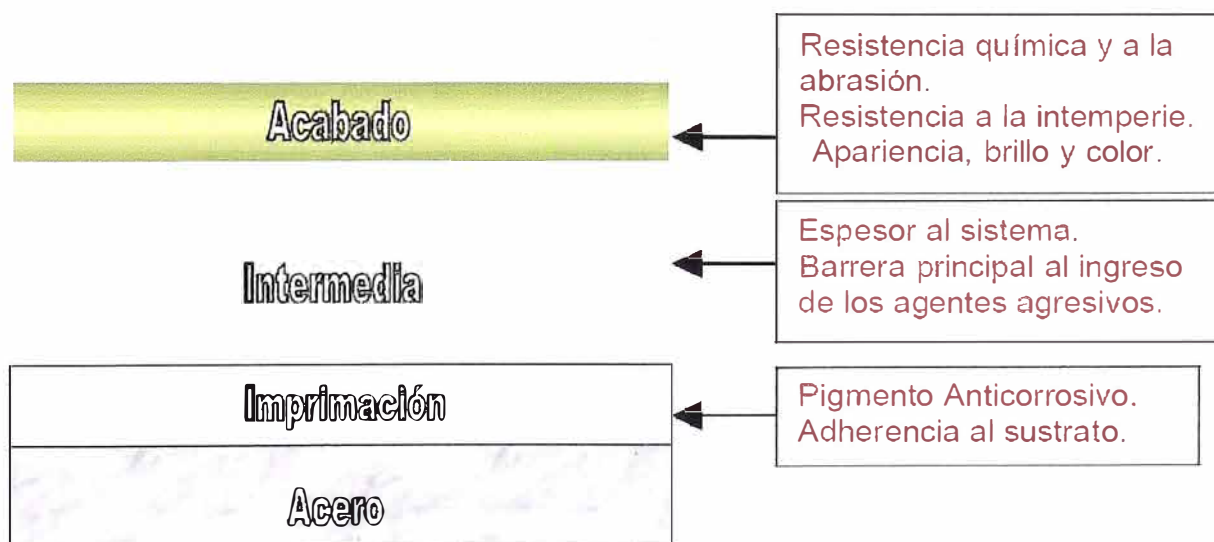 Acabado
Resistencia química y a la
abrasión.
Resistencia a la intemperie.
Apariencia, brillo y color.
Intermedia
Espesor al sistema.
Barrera principal al ingreso
de los agentes agresivos.
Imprimación
Pigmento Anticorrosivo.
Adherencia al sustrato.
Acero